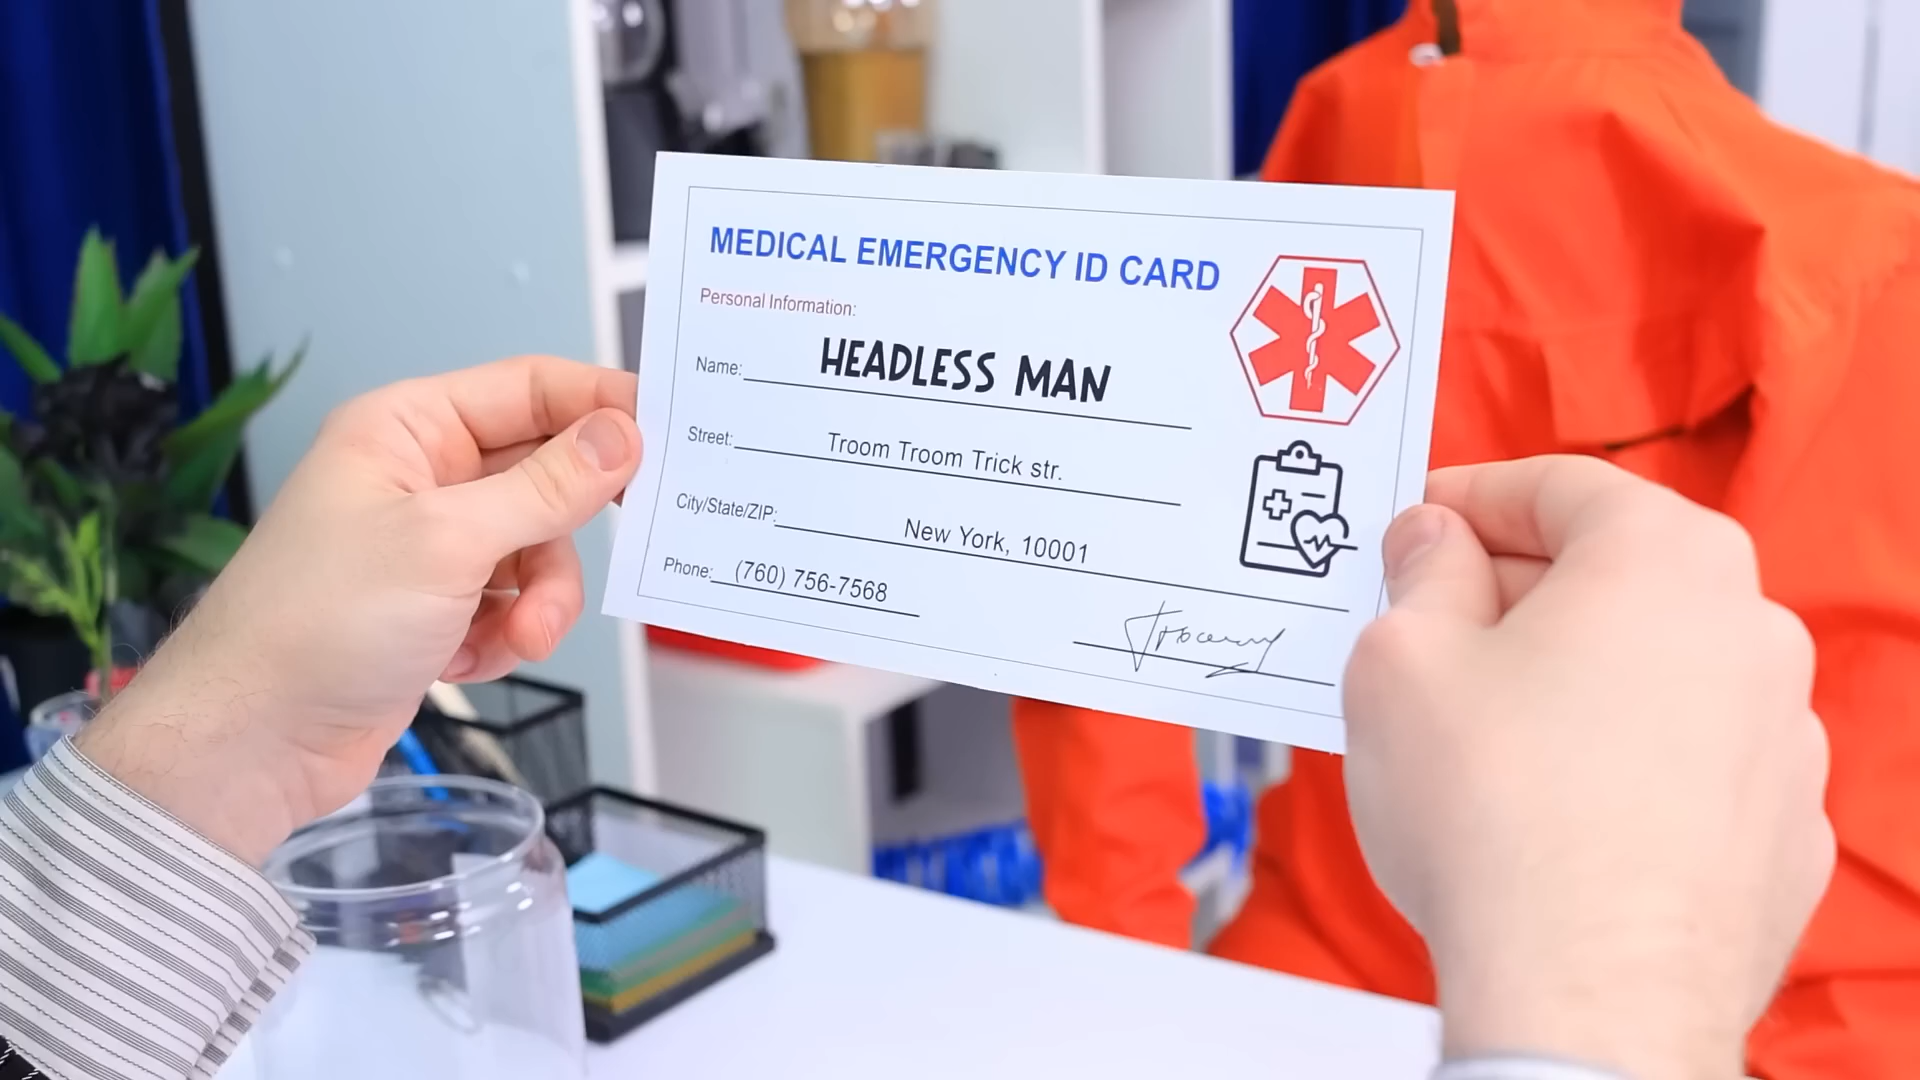 MEDICAL EMERGENCY ID CARD
Personal Information:
Name: HEADLESS MAN
Street: Troom Troom Trick str.
City/State/ZIP: New York, 10001
Phone: (760) 756-7568